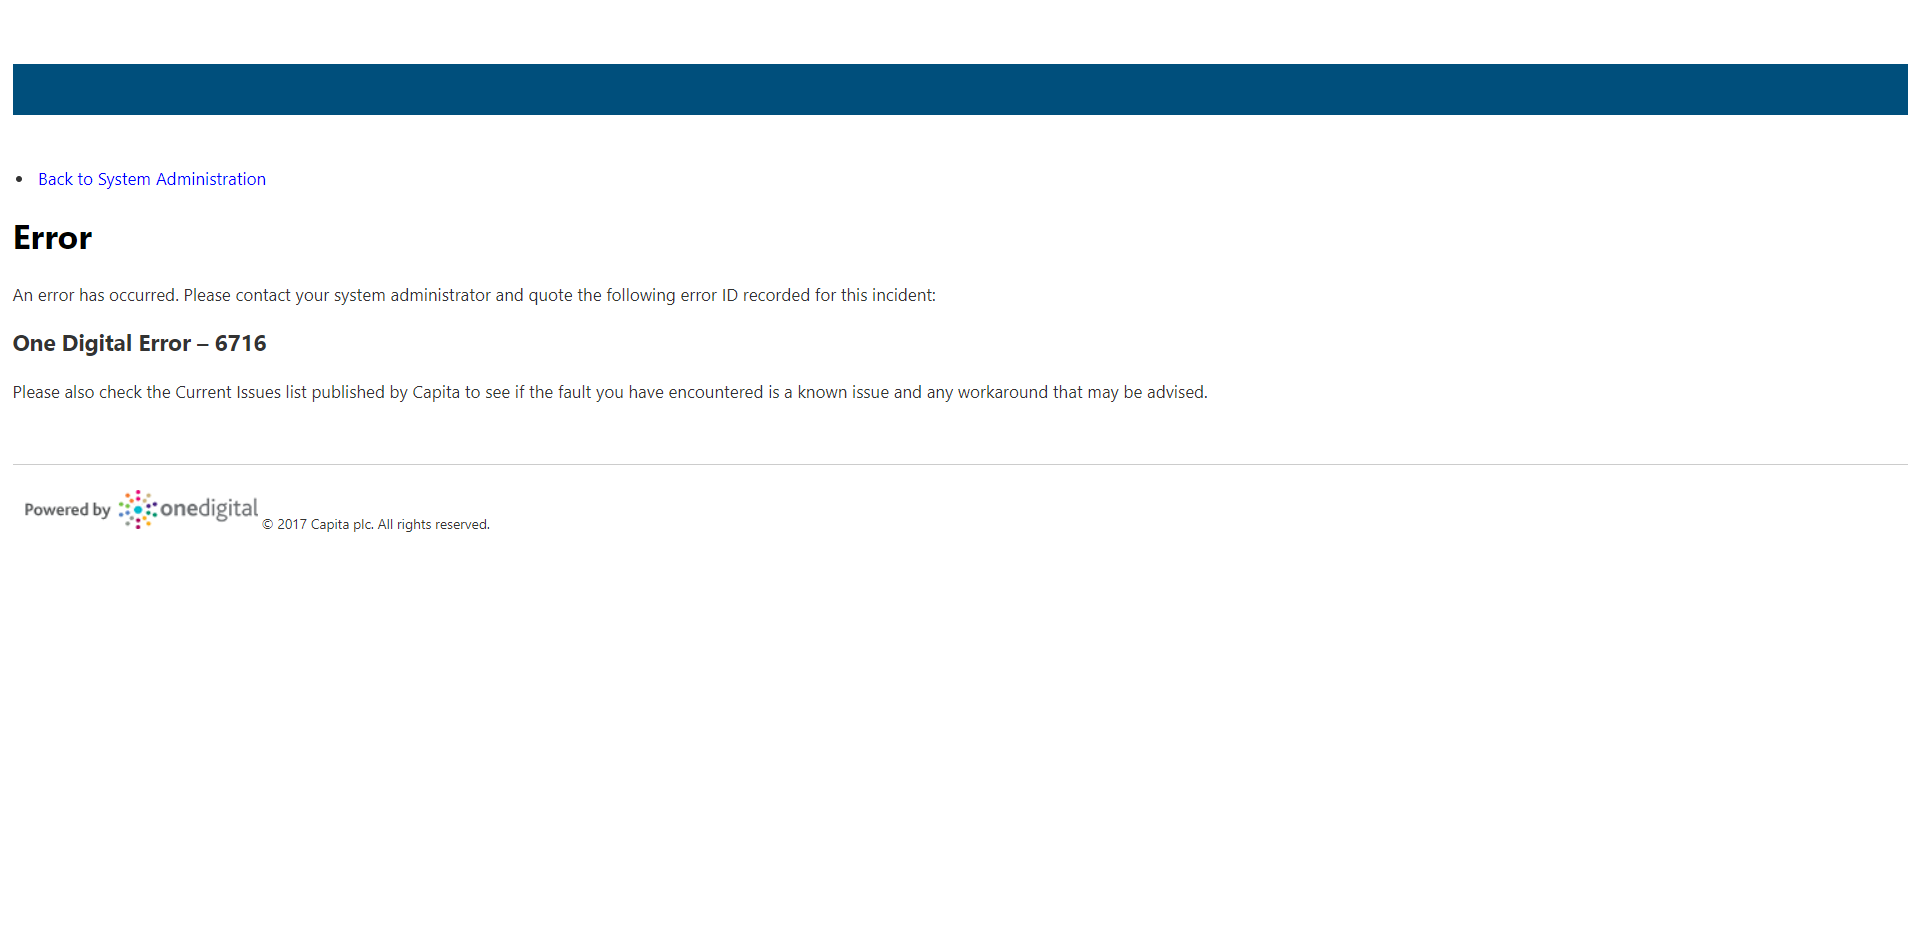 Back to System Administration
Error
An error has occurred. Please contact your system administrator and quote the following error ID recorded for this incident:
One Digital Error – 6716
Please also check the Current Issues list published by Capita to see if the fault you have encountered is a known issue and any workaround that may be advised.
Powered by onedigital © 2017 Capita plc. All rights reserved.